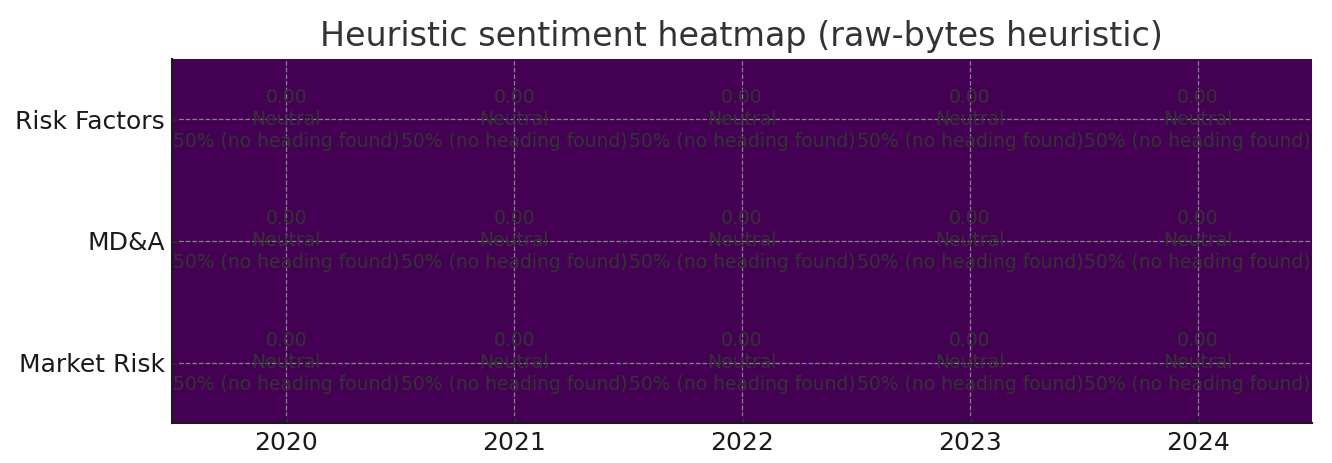 Heuristic sentiment heatmap (raw-bytes heuristic)
Risk Factors
0.00 0.00 0.00 0.00 0.00
Neutral Neutral Neutral Neutral Neutral
50% (no heading found) 50% (no heading found) 50% (no heading found) 50% (no heading found) 50% (no heading found)
MD&A
0.00 0.00 0.00 0.00 0.00
Neutral Neutral Neutral Neutral Neutral
50% (no heading found) 50% (no heading found) 50% (no heading found) 50% (no heading found) 50% (no heading found)
Market Risk
0.00 0.00 0.00 0.00 0.00
Neutral Neutral Neutral Neutral Neutral
50% (no heading found) 50% (no heading found) 50% (no heading found) 50% (no heading found) 50% (no heading found)
2020 2021 2022 2023 2024